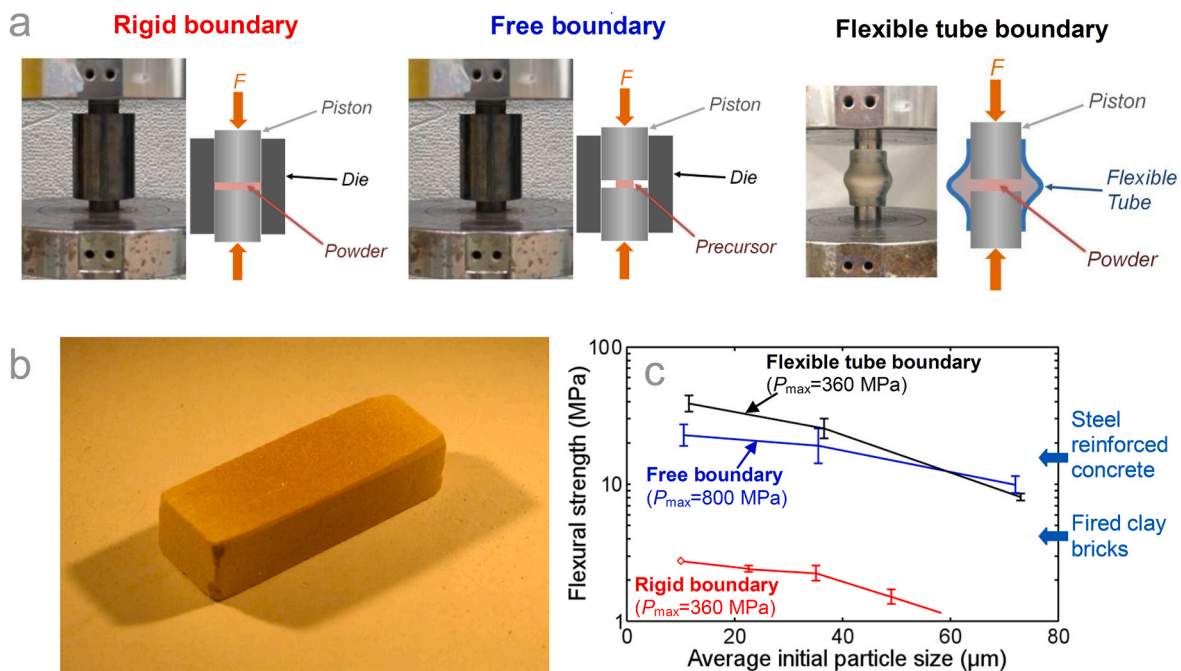 a
Rigid boundary
Free boundary
Flexible tube boundary
F
Piston
Die
Powder
F
Piston
Die
Precursor
F
Piston
Flexible
Tube
Powder
b
c
Flexural strength (MPa)
100
10
1
0
20
40
60
80
Average initial particle size (µm)
Flexible tube boundary
(Pmax=360 MPa)
Free boundary
(Pmax=800 MPa)
Rigid boundary
(Pmax=360 MPa)
Steel
reinforced
concrete
Fired clay
bricks